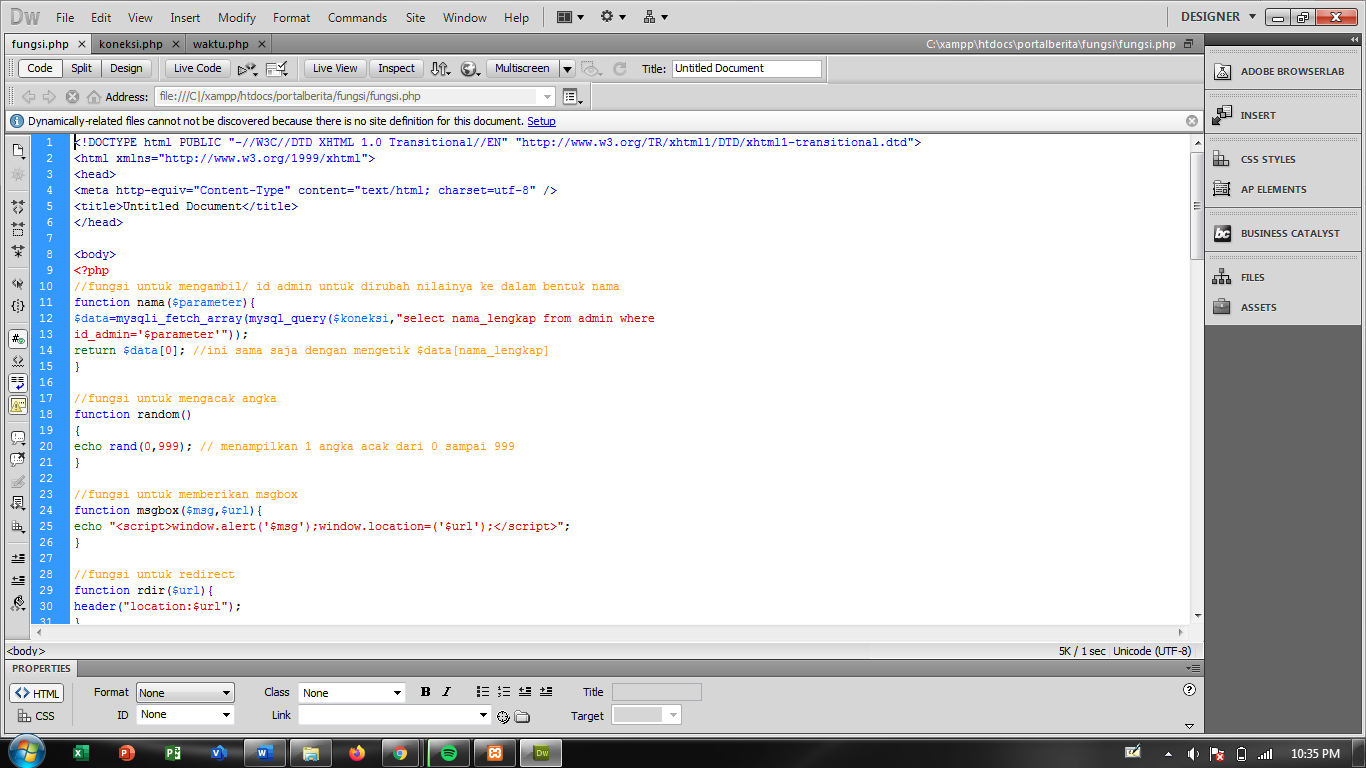 Dw File Edit View Insert Modify Format Commands Site Window Help DESIGNER
fungsi.php koneksi.php waktu.php C:\xampp\htdocs\portalberita\fungsi\fungsi.php
Code Split Design Live Code Live View Inspect Multiscreen Title: Untitled Document
Address: file:///C|/xampp/htdocs/portalberita/fungsi/fungsi.php
Dynamically-related files cannot not be discovered because there is no site definition for this document. Setup
1 <!DOCTYPE html PUBLIC "-//W3C//DTD XHTML 1.0 Transitional//EN" "http://www.w3.org/TR/xhtml1/DTD/xhtml1-transitional.dtd">
2 <html xmlns="http://www.w3.org/1999/xhtml">
3 <head>
4 <meta http-equiv="Content-Type" content="text/html; charset=utf-8" />
5 <title>Untitled Document</title>
6 </head>
7
8 <body>
9 <?php
10 //fungsi untuk mengambil/ id admin untuk dirubah nilainya ke dalam bentuk nama
11 function nama($parameter){
12 $data=mysqli_fetch_array(mysql_query($koneksi,"select nama_lengkap from admin where
13 id_admin='$parameter'"));
14 return $data[0]; //ini sama saja dengan mengetik $data[nama_lengkap]
15 }
16
17 //fungsi untuk mengacak angka
18 function random()
19 {
20 echo rand(0,999); // menampilkan 1 angka acak dari 0 sampai 999
21 }
22
23 //fungsi untuk memberikan msgbox
24 function msgbox($msg,$url){
25 echo "<script>window.alert('$msg');window.location=('$url');</script>";
26 }
27
28 //fungsi untuk redirect
29 function rdir($url){
30 header("location:$url");
31 }
<body> 5K / 1 sec Unicode (UTF-8)
PROPERTIES
<> HTML Format None Class None B I Title
CSS ID None Link Target
ADOBE BROWSERLAB
INSERT
CSS STYLES
AP ELEMENTS
bc BUSINESS CATALYST
FILES
ASSETS
10:35 PM